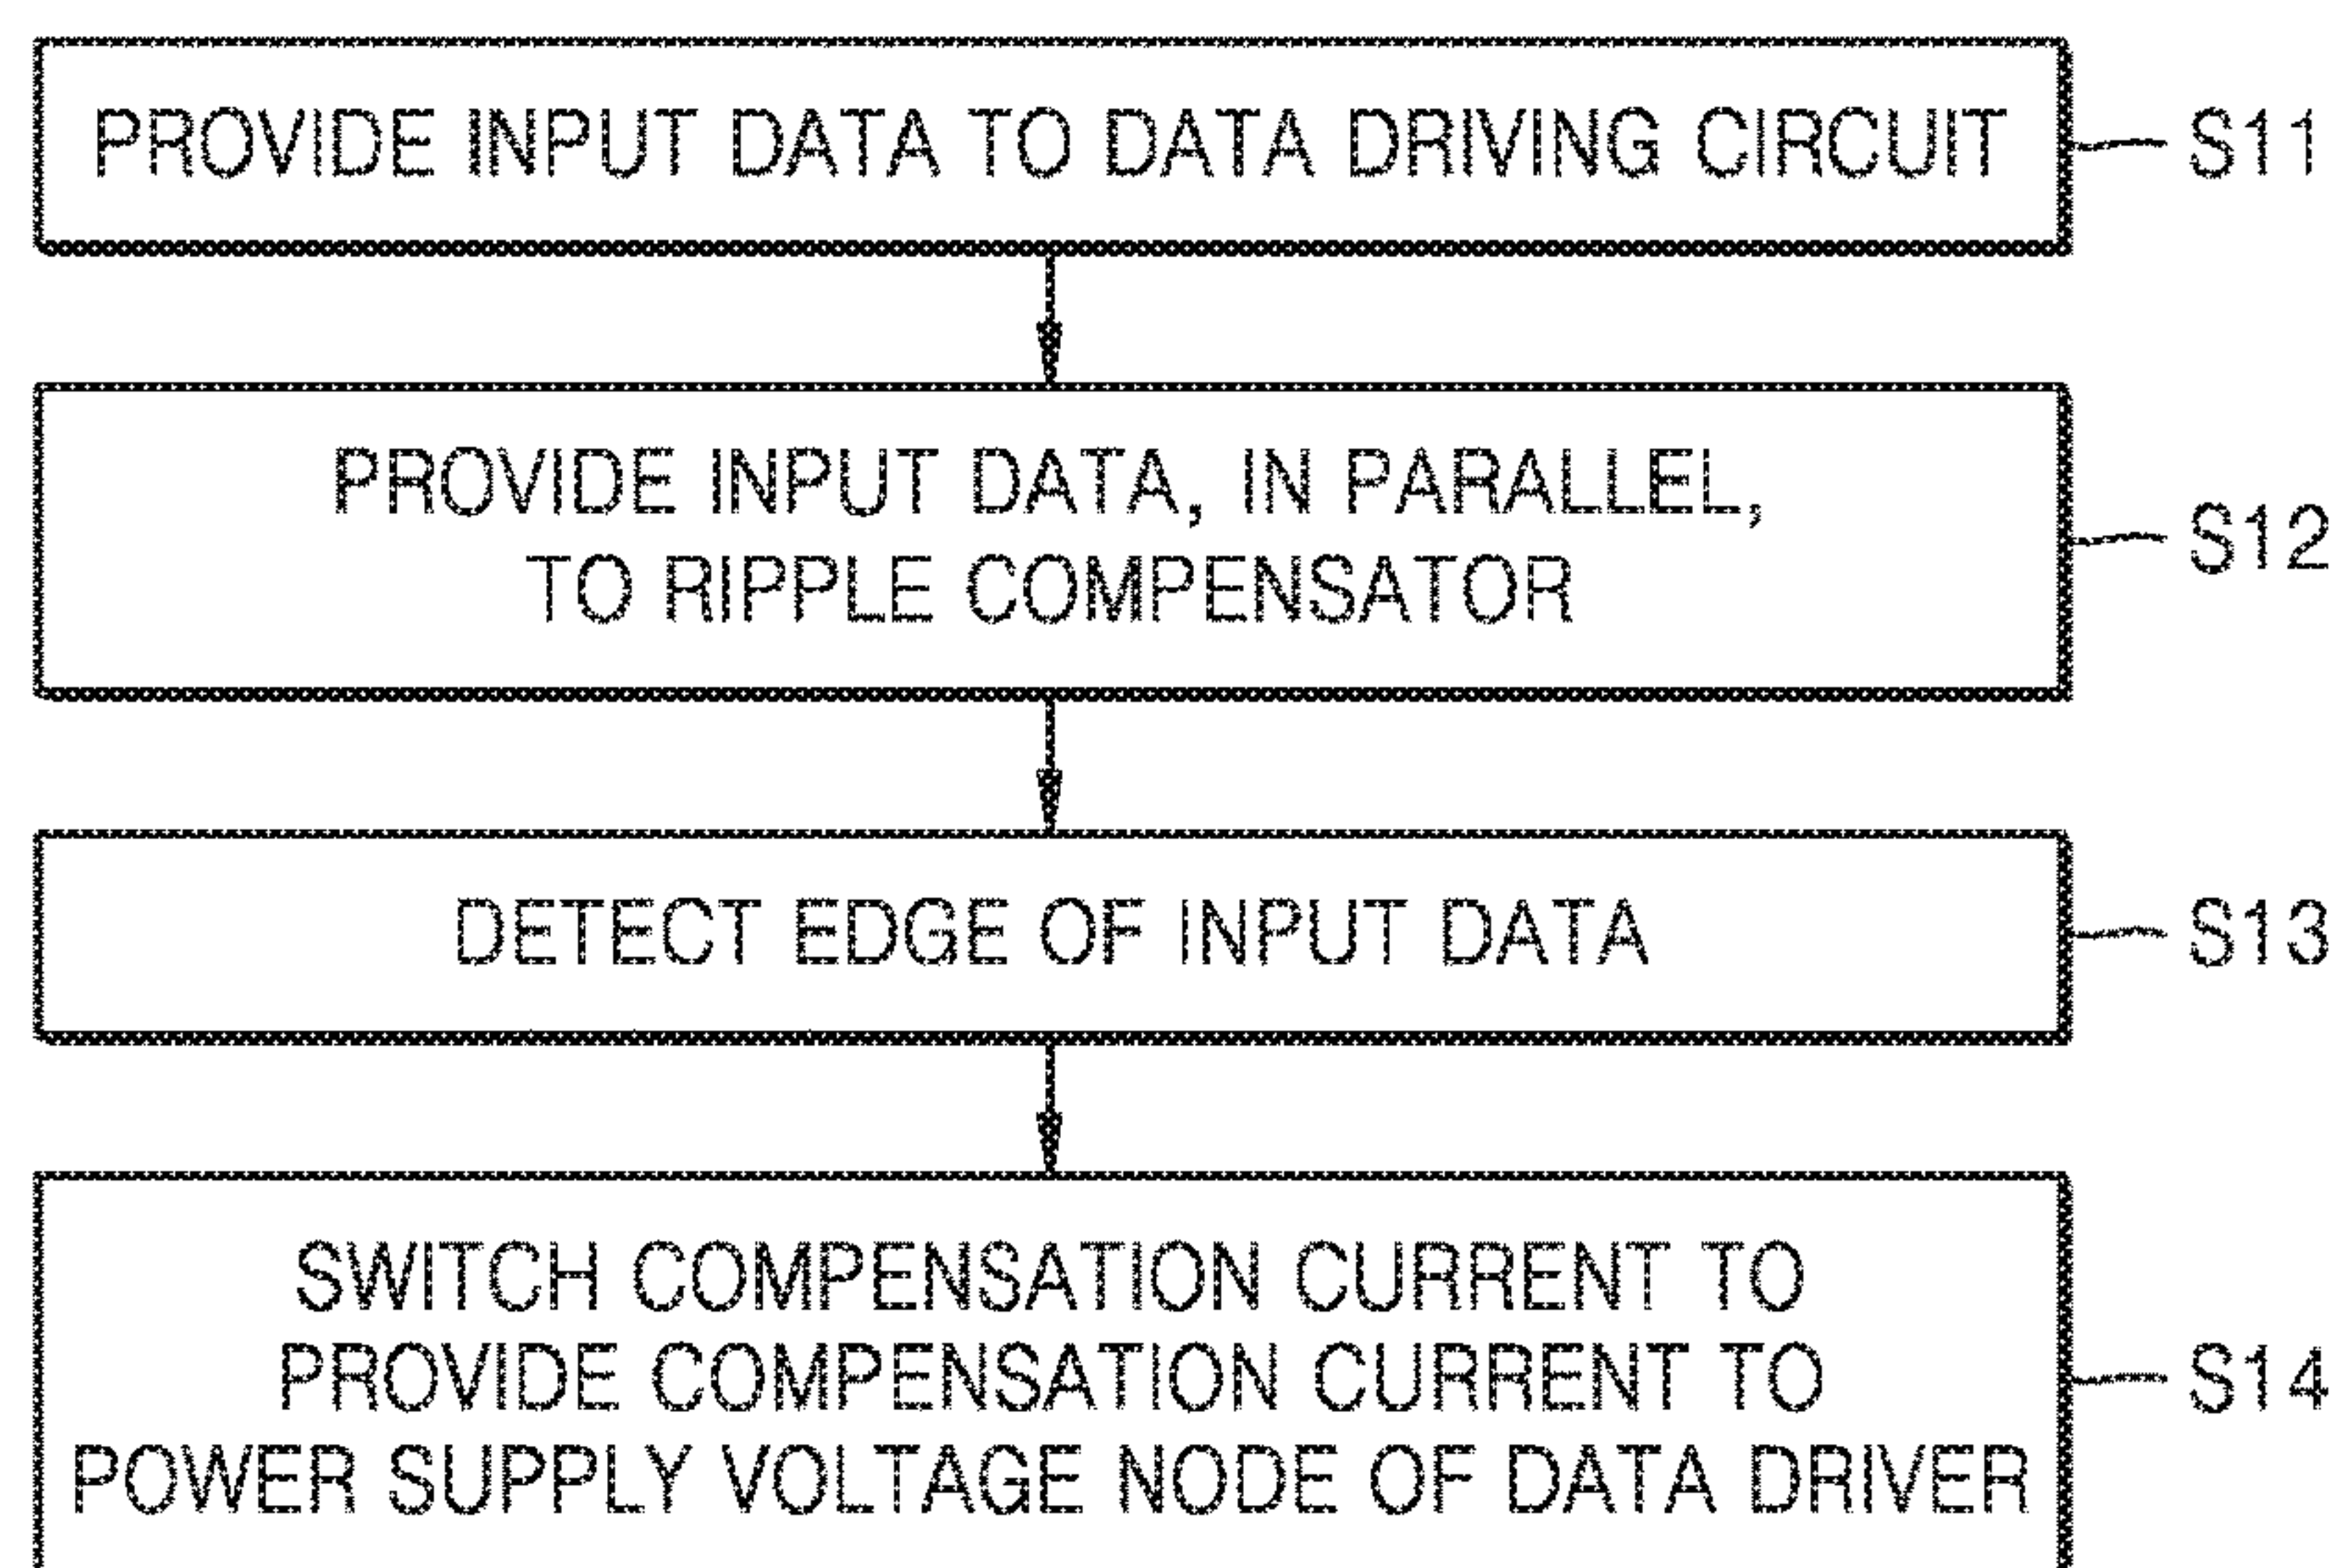 PROVIDE INPUT DATA TO DATA DRIVING CIRCUIT
S11
PROVIDE INPUT DATA, IN PARALLEL,
TO RIPPLE COMPENSATOR
S12
DETECT EDGE OF INPUT DATA
S13
SWITCH COMPENSATION CURRENT TO
PROVIDE COMPENSATION CURRENT TO
POWER SUPPLY VOLTAGE NODE OF DATA DRIVER
S14